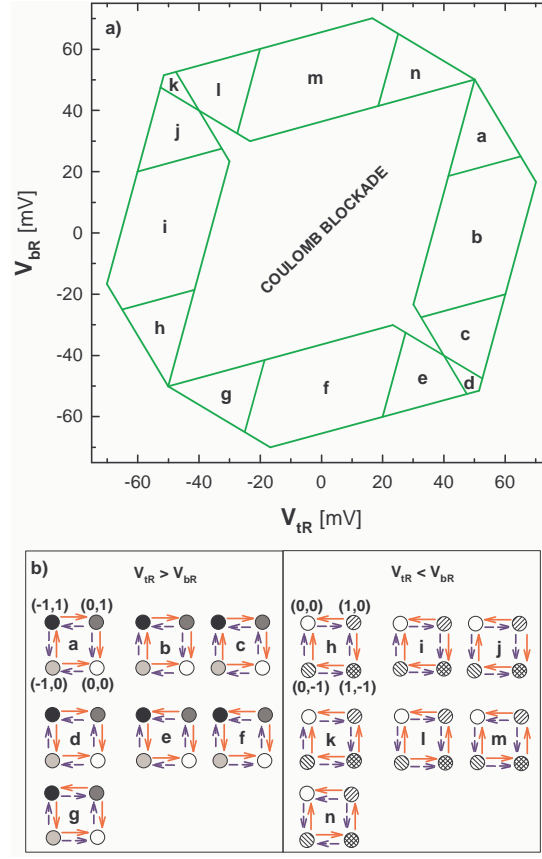 a)
60
40
20
0
-20
-40
-60
V_bR [mV]
k
l
m
n
j
a
i
b
COULOMB BLOCKADE
h
c
g
f
e
d
-60 -40 -20 0 20 40 60
V_tR [mV]
b)
V_tR > V_bR
(-1,1) (0,1)
a
b
c
(-1,0) (0,0)
d
e
f
g
V_tR < V_bR
(0,0) (1,0)
h
i
j
(0,-1) (1,-1)
k
l
m
n